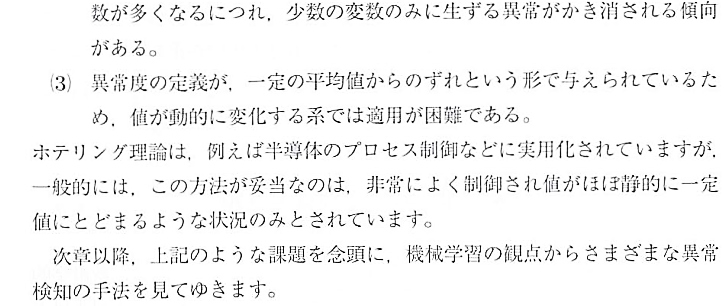 数が多くなるにつれ，少数の変数のみに生ずる異常がかき消される傾向
がある。
(3) 異常度の定義が，一定の平均値からのずれという形で与えられているた
め，値が動的に変化する系では適用が困難である。
ホテリング理論は，例えば半導体のプロセス制御などに実用化されていますが，
一般的には，この方法が妥当なのは，非常によく制御され値がほぼ静的に一定
値にとどまるような状況のみとされています。
次章以降，上記のような課題を念頭に，機械学習の観点からさまざまな異常
検知の手法を見てゆきます。